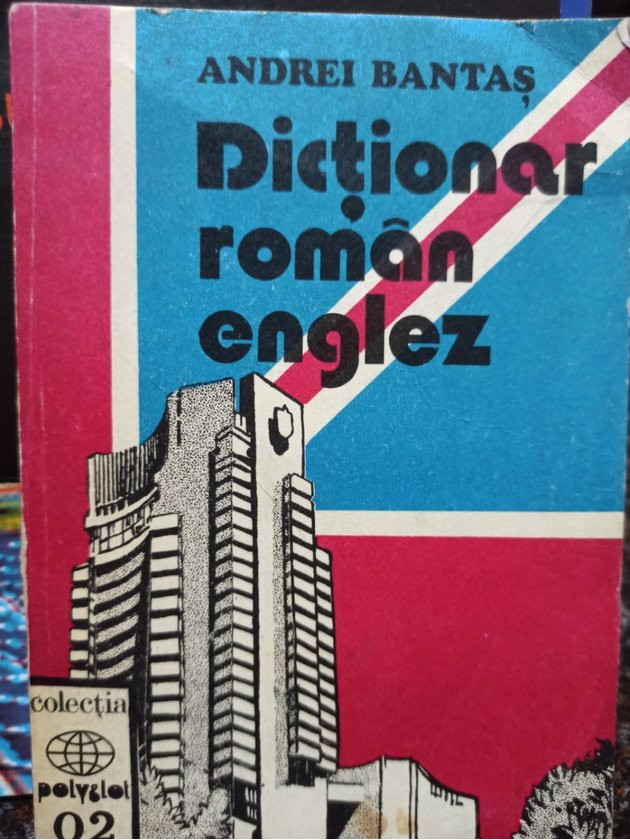 ANDREI BANTAȘ
Dicționar
român
englez
colecția
polyglot
02